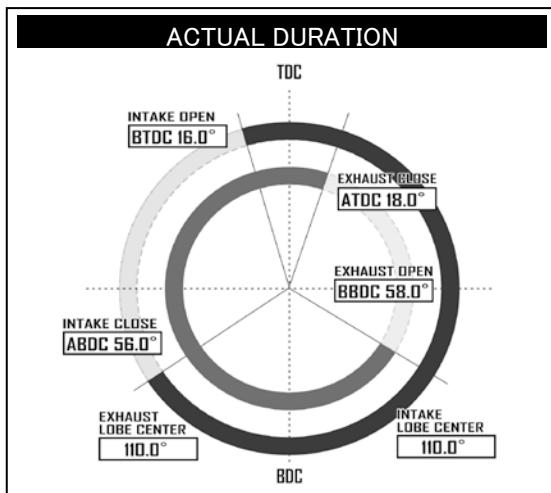 ACTUAL DURATION
TDC
INTAKE OPEN
BTDC 16.0°
EXHAUST CLOSE
ATDC 18.0°
EXHAUST OPEN
BBDC 58.0°
INTAKE CLOSE
ABDC 56.0°
EXHAUST
LOBE CENTER
110.0°
INTAKE
LOBE CENTER
110.0°
BDC